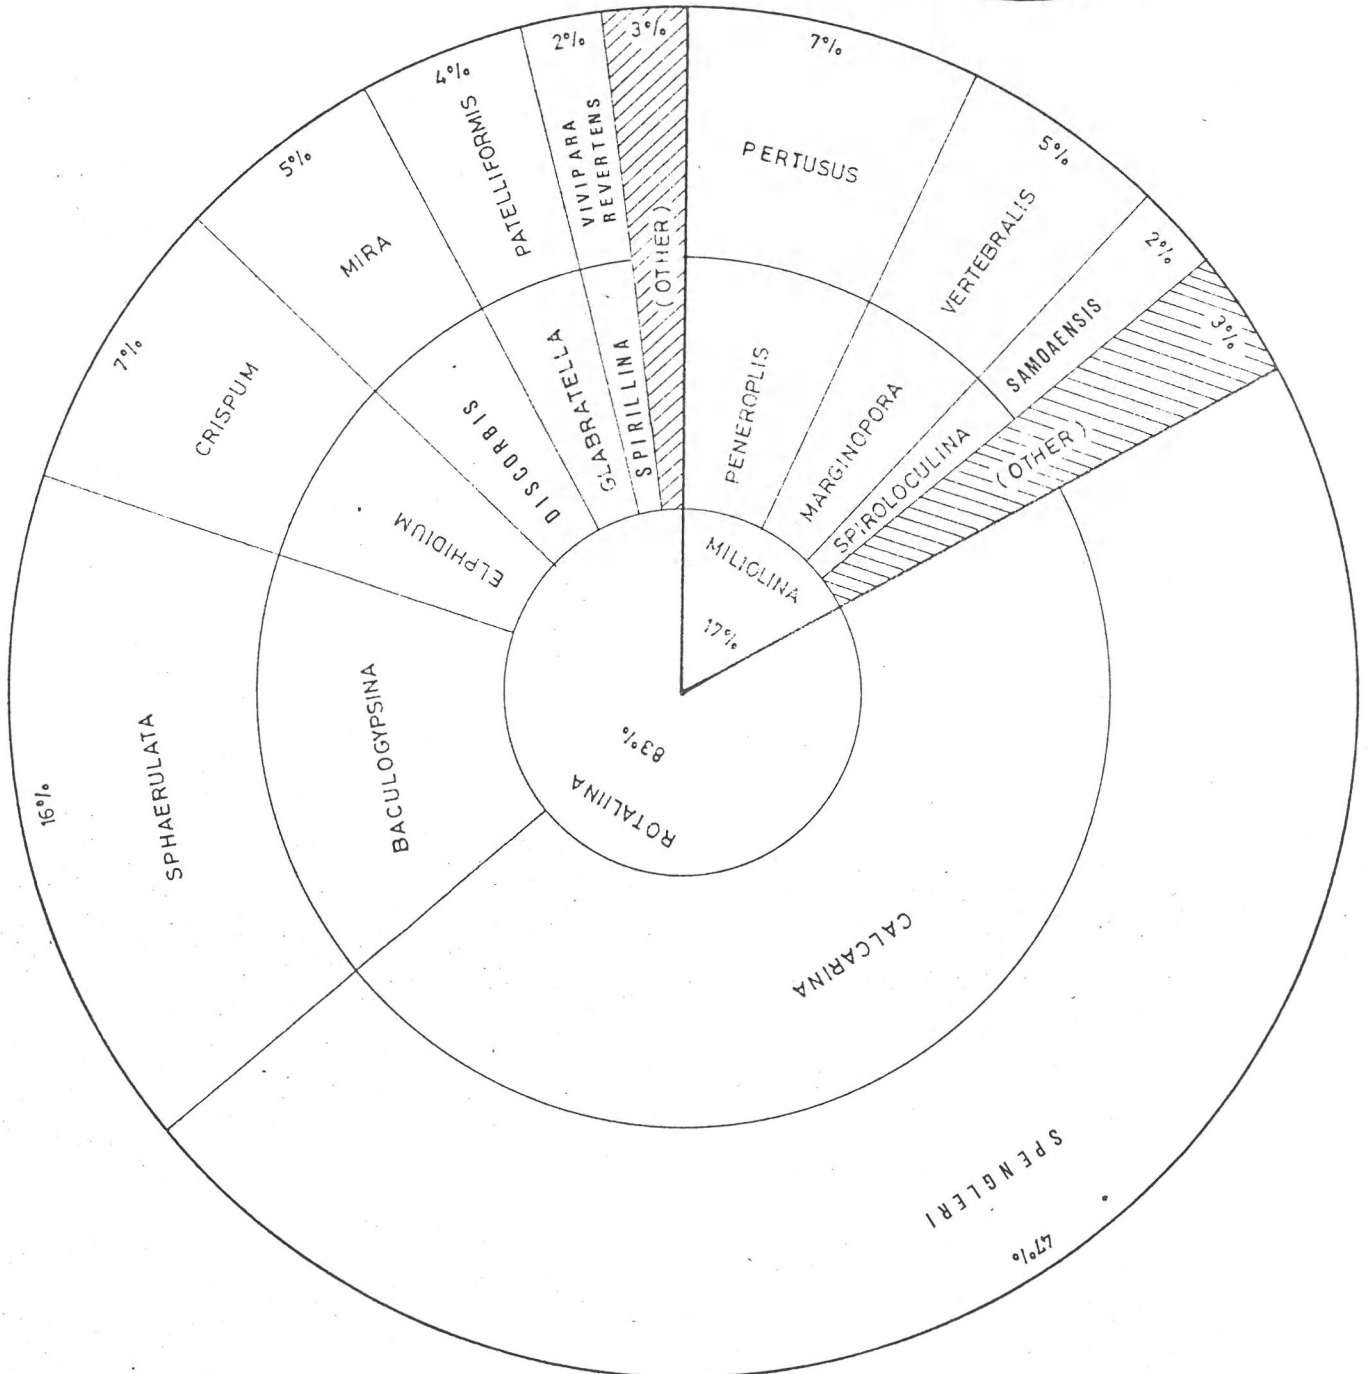 3%
7%
PERTUSUS
5%
VERTEBRALIS
2%
SAMOAENSIS
3%
(OTHER)
PENEROPLIS
MARGINOPORA
SPIROLOCULINA
MILIOLINA
17%
2%
VIVIPARA
REVERTENS
(OTHER)
4%
PATELLIFORMIS
5%
MIRA
7%
CRISPUM
16%
SPHAERULATA
SPIRILLINA
GLABRATELLA
DISCORBIS
ELPHIDIUM
BACULOGYPSINA
83%
ROTALIINA
CALCARINA
SPENGLERI
47%